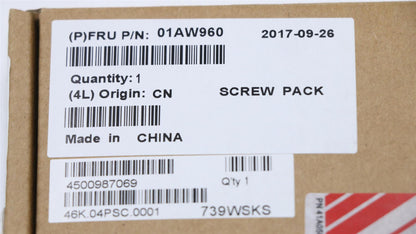 (P)FRU P/N: 01AW960 2017-09-26
Quantity: 1
(4L) Origin: CN SCREW PACK
Made in CHINA
4500987069 Q'ty 1
46K.04PSC.0001 739WSKS